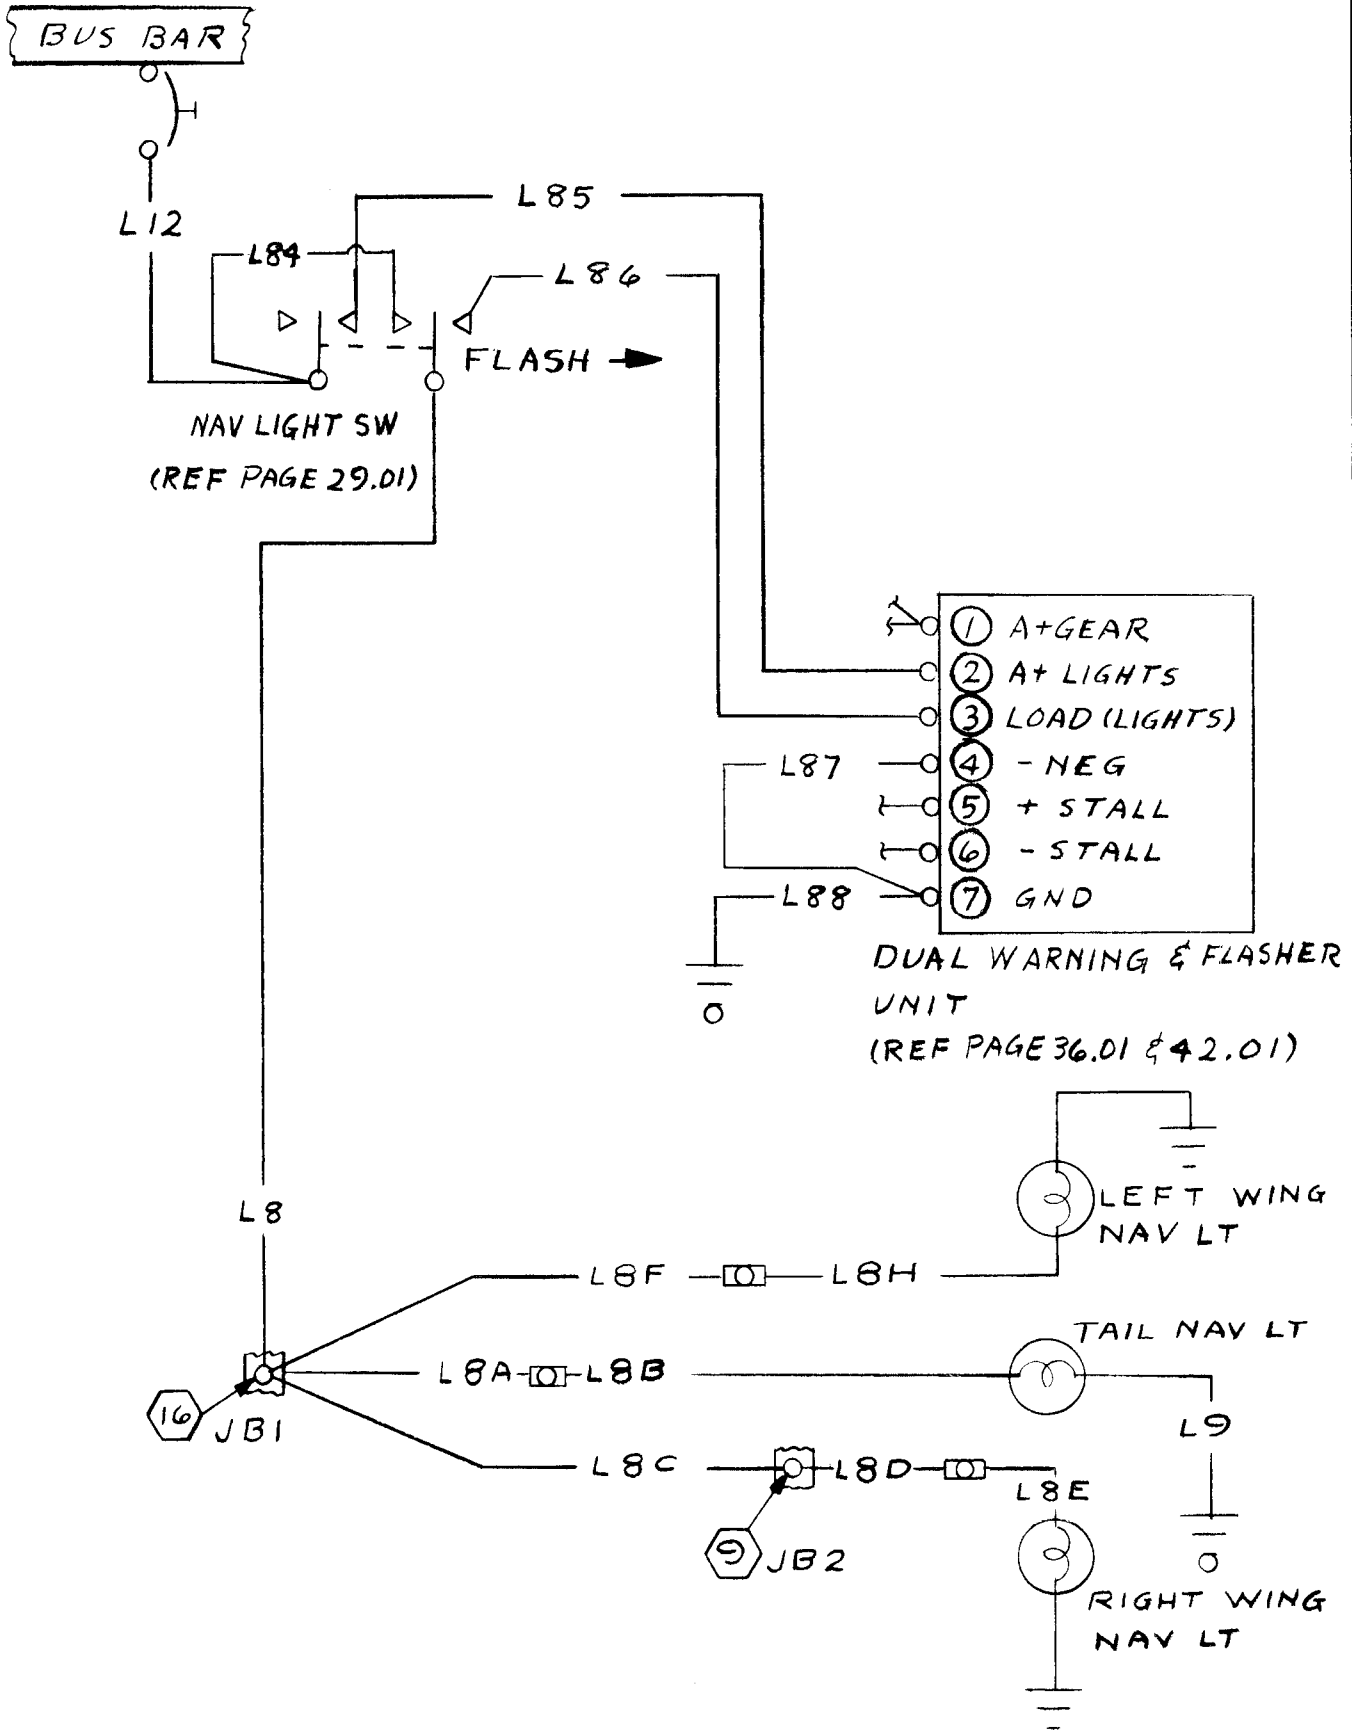 BUS BAR
L12
L85
L84
L86
FLASH
NAV LIGHT SW
(REF PAGE 29.01)
1 A+GEAR
2 A+ LIGHTS
3 LOAD (LIGHTS)
L87
4 - NEG
5 + STALL
6 - STALL
L88
7 GND
DUAL WARNING & FLASHER
UNIT
(REF PAGE 36.01 & 42.01)
LEFT WING
NAV LT
L8
L8F
L8H
TAIL NAV LT
L8A
L8B
16
JB1
L9
L8C
L8D
L8E
9
JB2
RIGHT WING
NAV LT